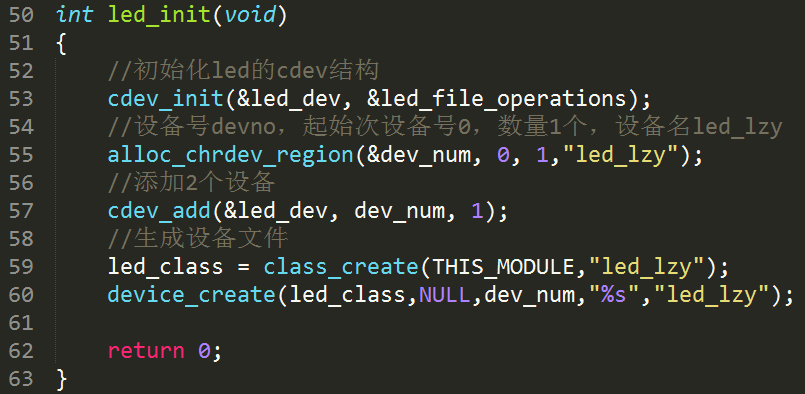 50 int led_init(void)
51 {
52 //初始化led的cdev结构
53 cdev_init(&led_dev, &led_file_operations);
54 //设备号devno，起始次设备号0，数量1个，设备名led_lzy
55 alloc_chrdev_region(&dev_num, 0, 1,"led_lzy");
56 //添加2个设备
57 cdev_add(&led_dev, dev_num, 1);
58 //生成设备文件
59 led_class = class_create(THIS_MODULE,"led_lzy");
60 device_create(led_class,NULL,dev_num,"%s","led_lzy");
61
62 return 0;
63 }